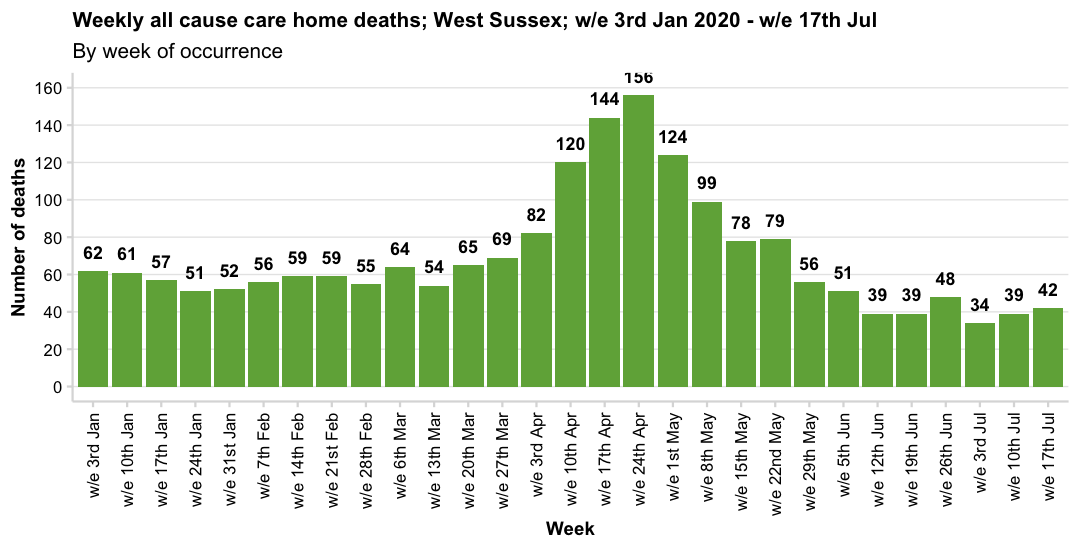 Weekly all cause care home deaths; West Sussex; w/e 3rd Jan 2020 - w/e 17th Jul
By week of occurrence
Number of deaths
160
140
120
100
80
60
40
20
0
62
61
57
51
52
56
59
59
55
64
54
65
69
82
120
144
156
124
99
78
79
56
51
39
39
48
34
39
42
w/e 3rd Jan
w/e 10th Jan
w/e 17th Jan
w/e 24th Jan
w/e 31st Jan
w/e 7th Feb
w/e 14th Feb
w/e 21st Feb
w/e 28th Feb
w/e 6th Mar
w/e 13th Mar
w/e 20th Mar
w/e 27th Mar
w/e 3rd Apr
w/e 10th Apr
w/e 17th Apr
w/e 24th Apr
w/e 1st May
w/e 8th May
w/e 15th May
w/e 22nd May
w/e 29th May
w/e 5th Jun
w/e 12th Jun
w/e 19th Jun
w/e 26th Jun
w/e 3rd Jul
w/e 10th Jul
w/e 17th Jul
Week